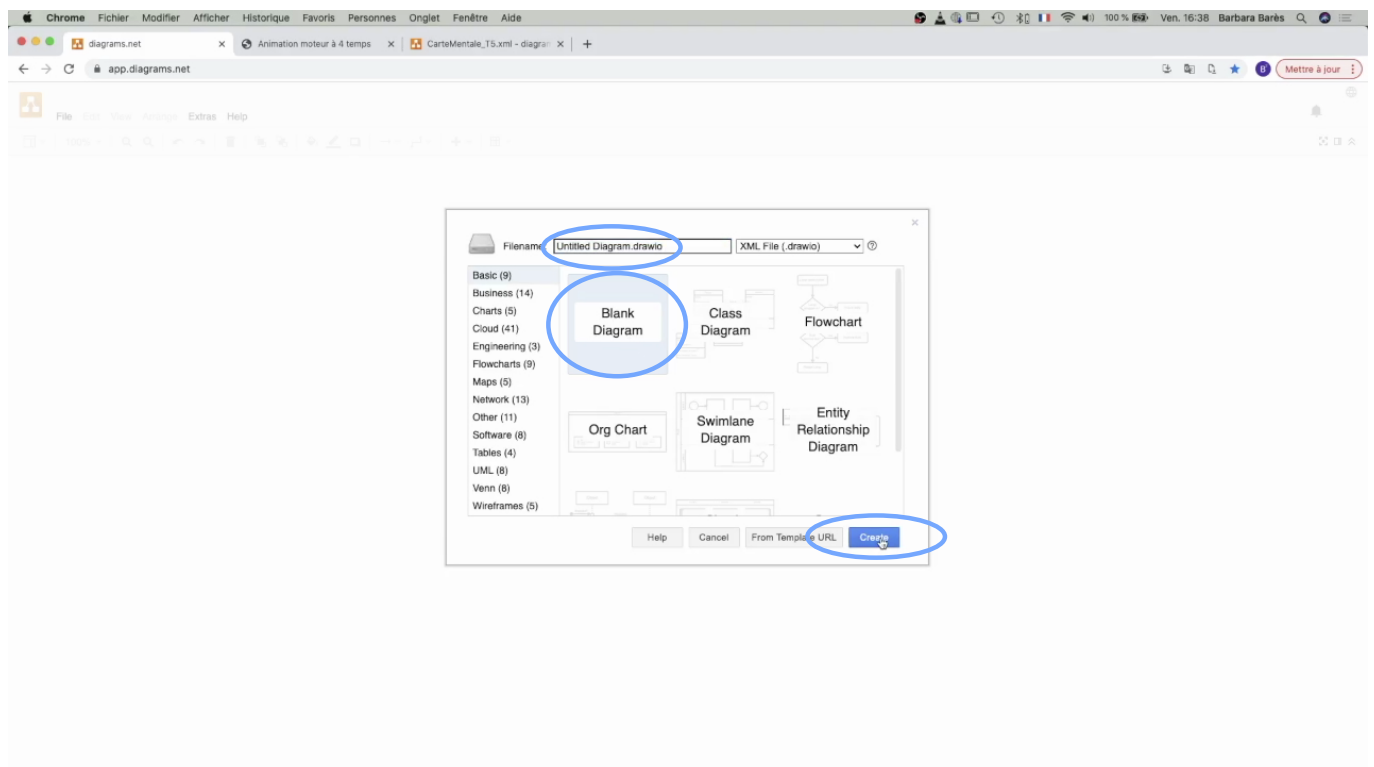 Chrome Fichier Modifier Afficher Historique Favoris Personnes Onglet Fenêtre Aide 100 % Ven. 16:38 Barbara Barès
diagrams.net Animation moteur à 4 temps CarteMentale_T5.xml - diagran
app.diagrams.net B Mettre à jour
File Edit View Arrange Extras Help
100%
Filename Untitled Diagram.drawio XML File (.drawio)
Basic (9)
Business (14)
Charts (5)
Cloud (41)
Engineering (3)
Flowcharts (9)
Maps (5)
Network (13)
Other (11)
Software (8)
Tables (4)
UML (8)
Venn (8)
Wireframes (5)
Blank
Diagram
Class
Diagram
Flowchart
Org Chart
Swimlane
Diagram
Entity
Relationship
Diagram
Help Cancel From Template URL Create